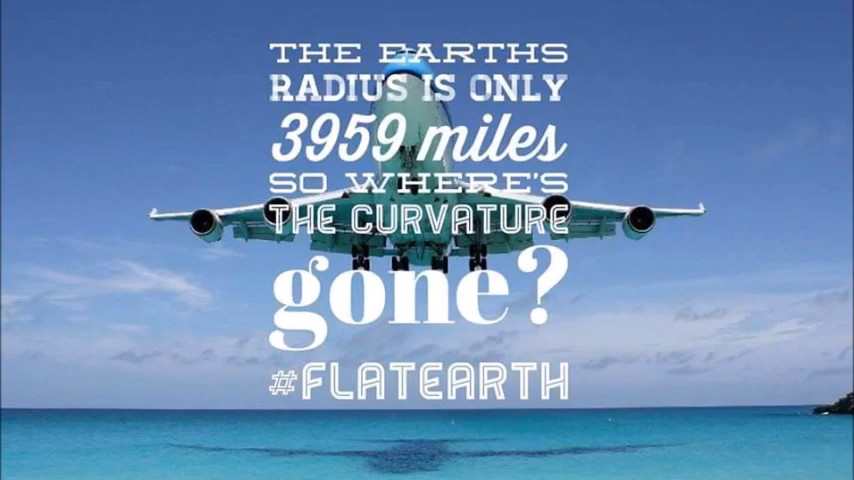 THE EARTHS
RADIUS IS ONLY
3959 miles
SO WHERE'S
THE CURVATURE
gone?
#FLATEARTH